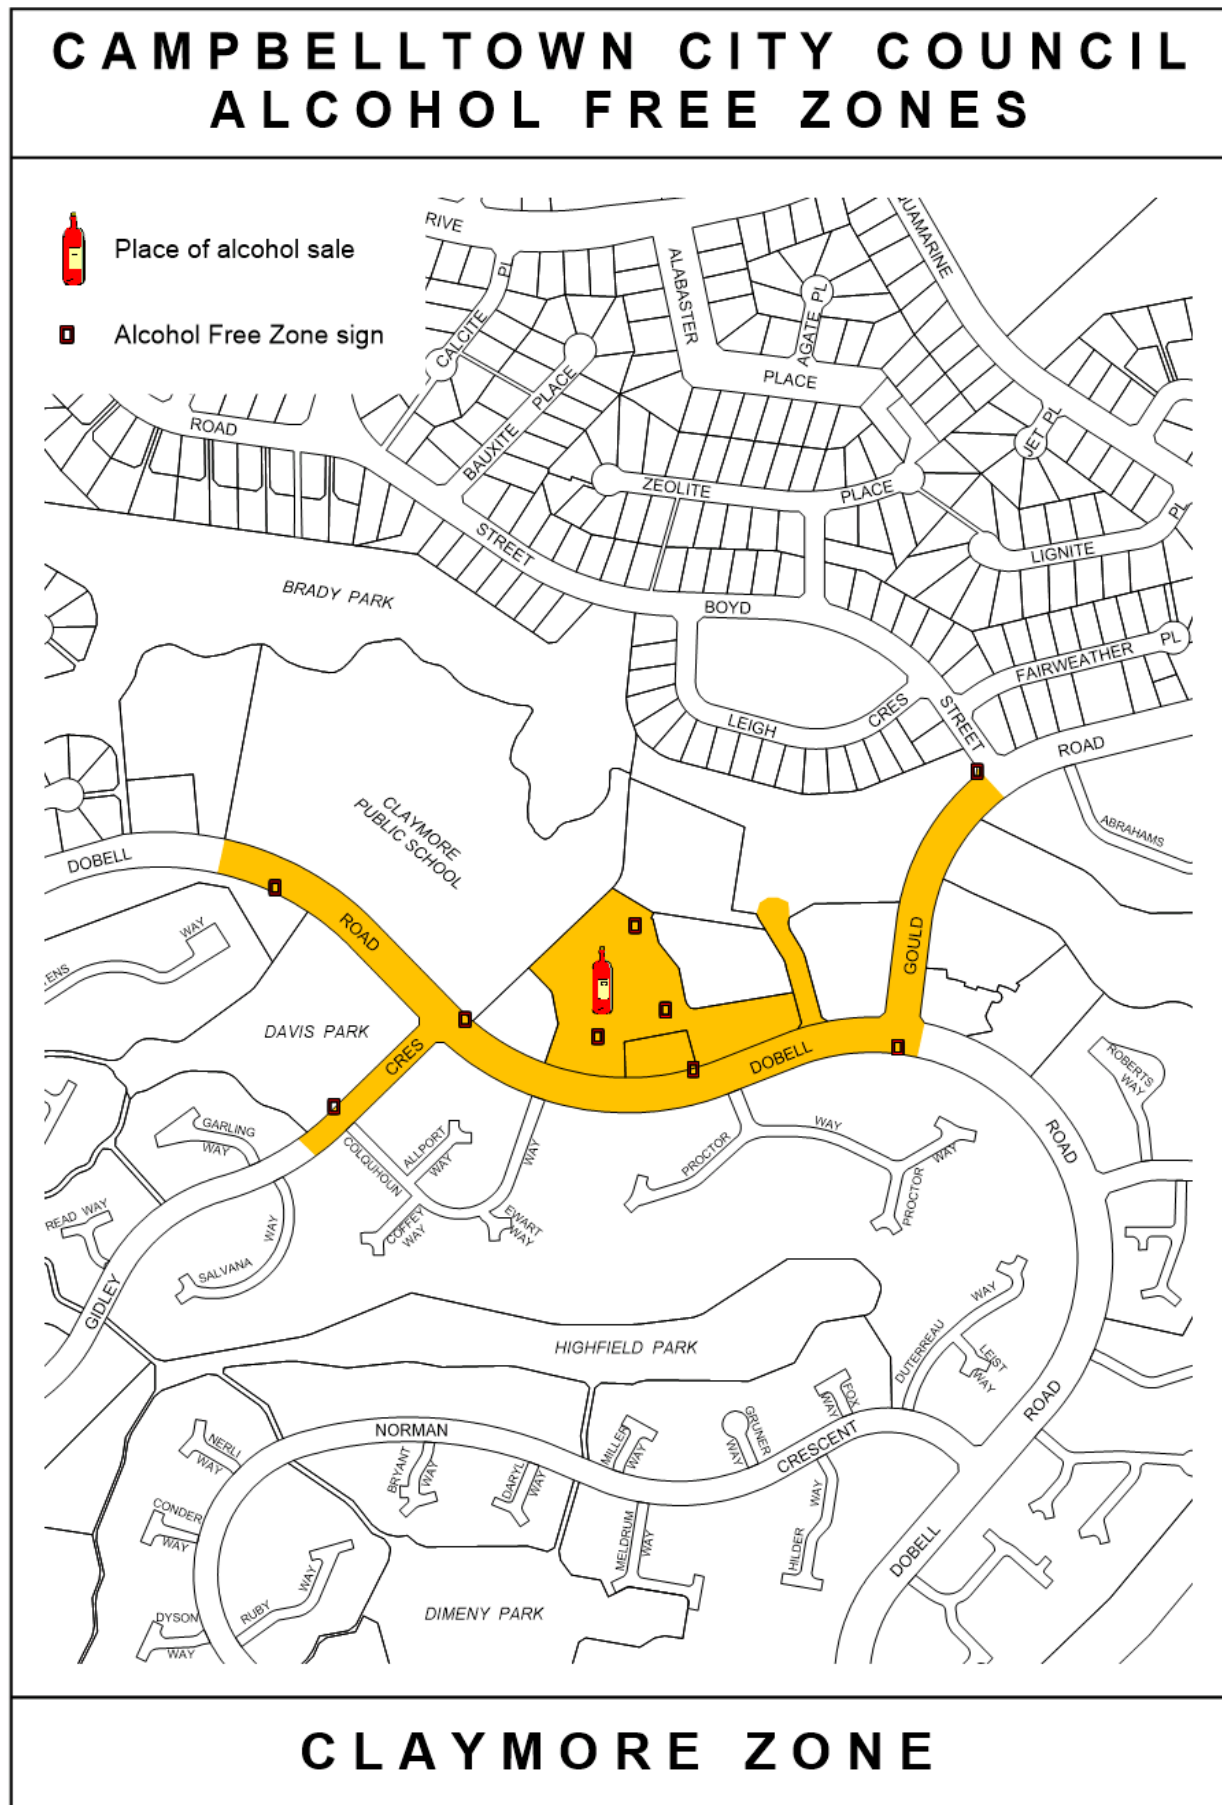 CAMPBELLTOWN CITY COUNCIL
ALCOHOL FREE ZONES
Place of alcohol sale
Alcohol Free Zone sign
RIVE
PL
CALCITE
ALABASTER
PLACE
AGATE PL
QUAMARINE
ROAD
BAUXITE PLACE
JET PL
ZEOLITE
PLACE
PL
LIGNITE
STREET
BRADY PARK
BOYD
FAIRWEATHER PL
LEIGH
CRES
STREET
ROAD
ABRAHAMS
CLAYMORE
PUBLIC SCHOOL
DOBELL
ROAD
GOULD
WAY
ENS
DAVIS PARK
CRES
DOBELL
ROBERTS
WAY
ROAD
GARLING
WAY
COLQUHOUN
ALLPORT
WAY
WAY
PROCTOR
WAY
WAY
PROCTOR
READ WAY
COFFEY
WAY
EWART
WAY
WAY
SALVANA
GIDLEY
HIGHFIELD PARK
WAY
DUTERREAU
LEIST
WAY
ROAD
FOX
WAY
NORMAN
GRUNER
WAY
CRESCENT
NERLI
WAY
BRYANT
WAY
DARYL
WAY
MILLER
WAY
CONDER
WAY
MELDRUM
WAY
WAY
HILDER
DOBELL
RUBY
WAY
DYSON
WAY
DIMENY PARK
CLAYMORE ZONE